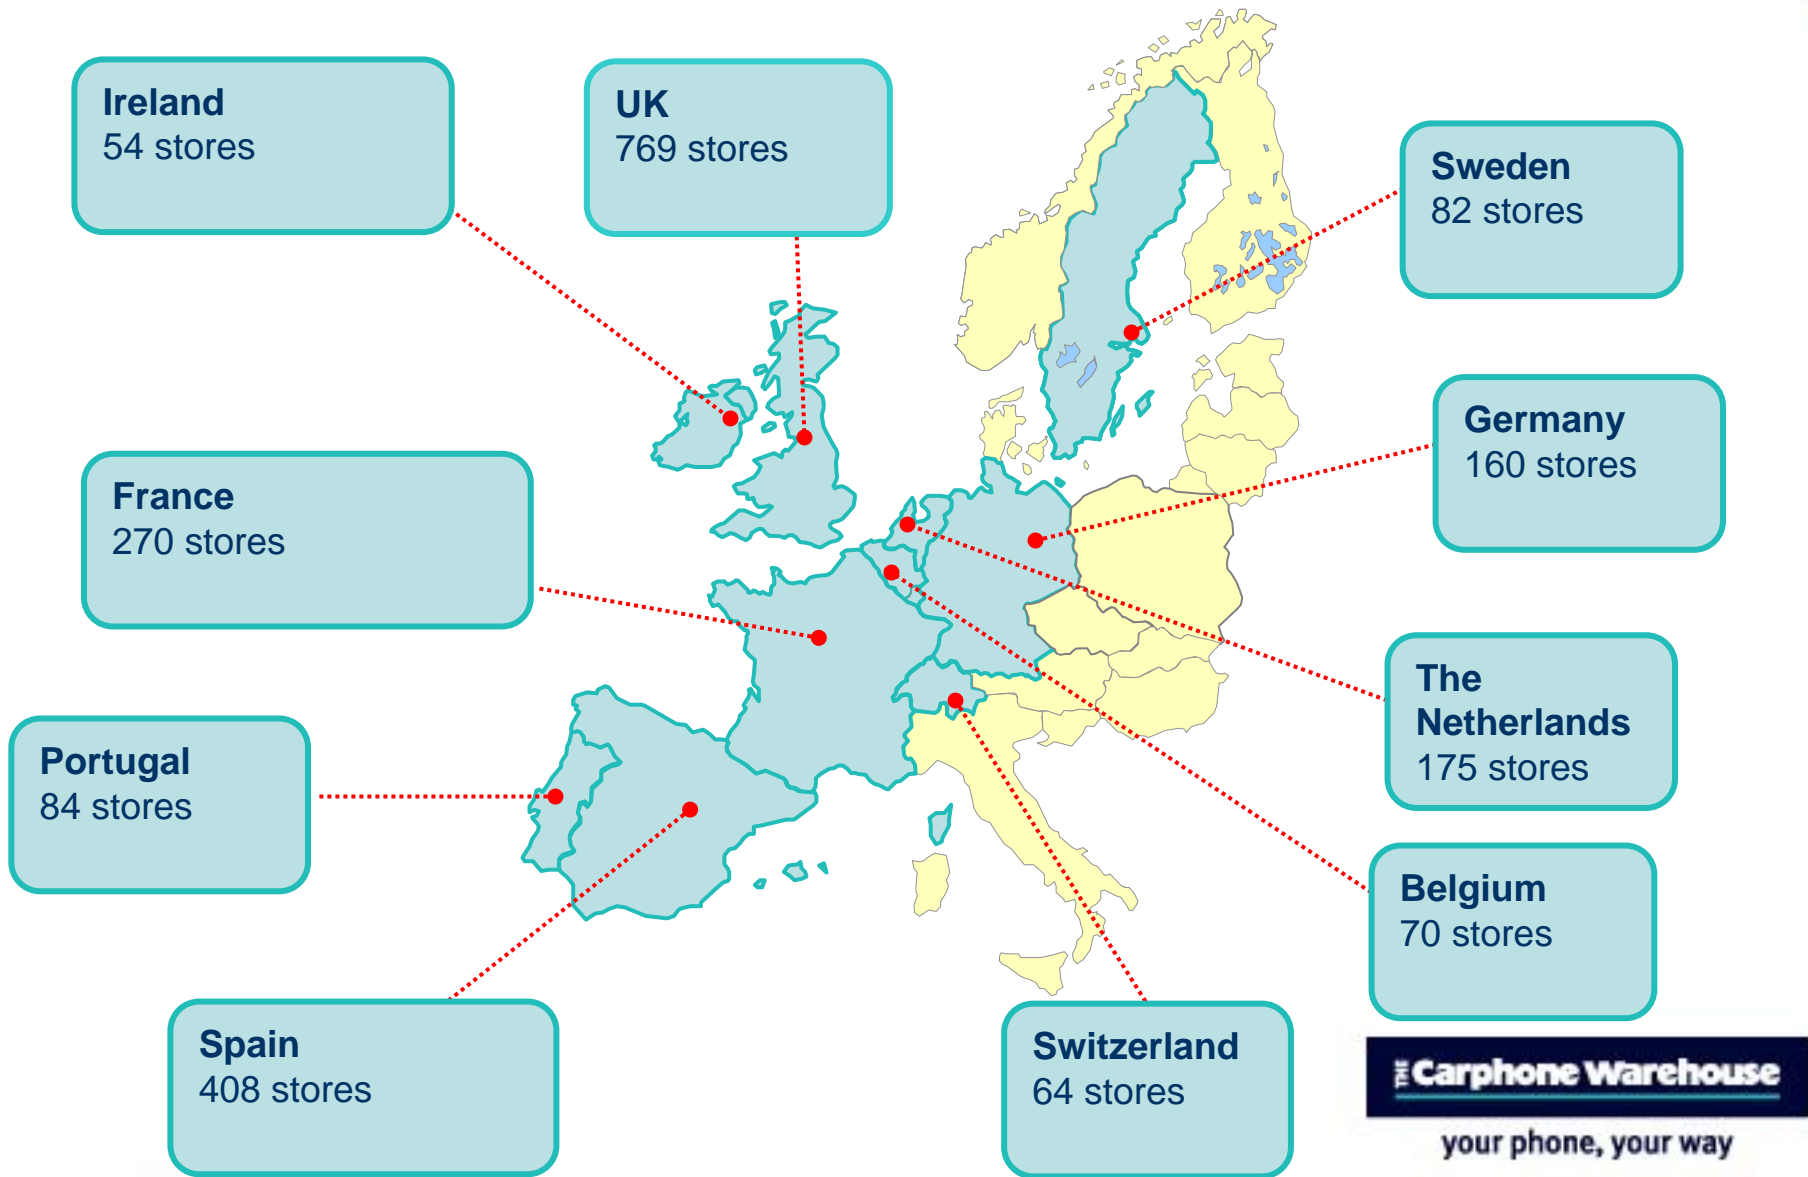 Ireland
54 stores
UK
769 stores
Sweden
82 stores
Germany
160 stores
France
270 stores
The
Netherlands
175 stores
Portugal
84 stores
Belgium
70 stores
Spain
408 stores
Switzerland
64 stores
THE Carphone Warehouse
your phone, your way